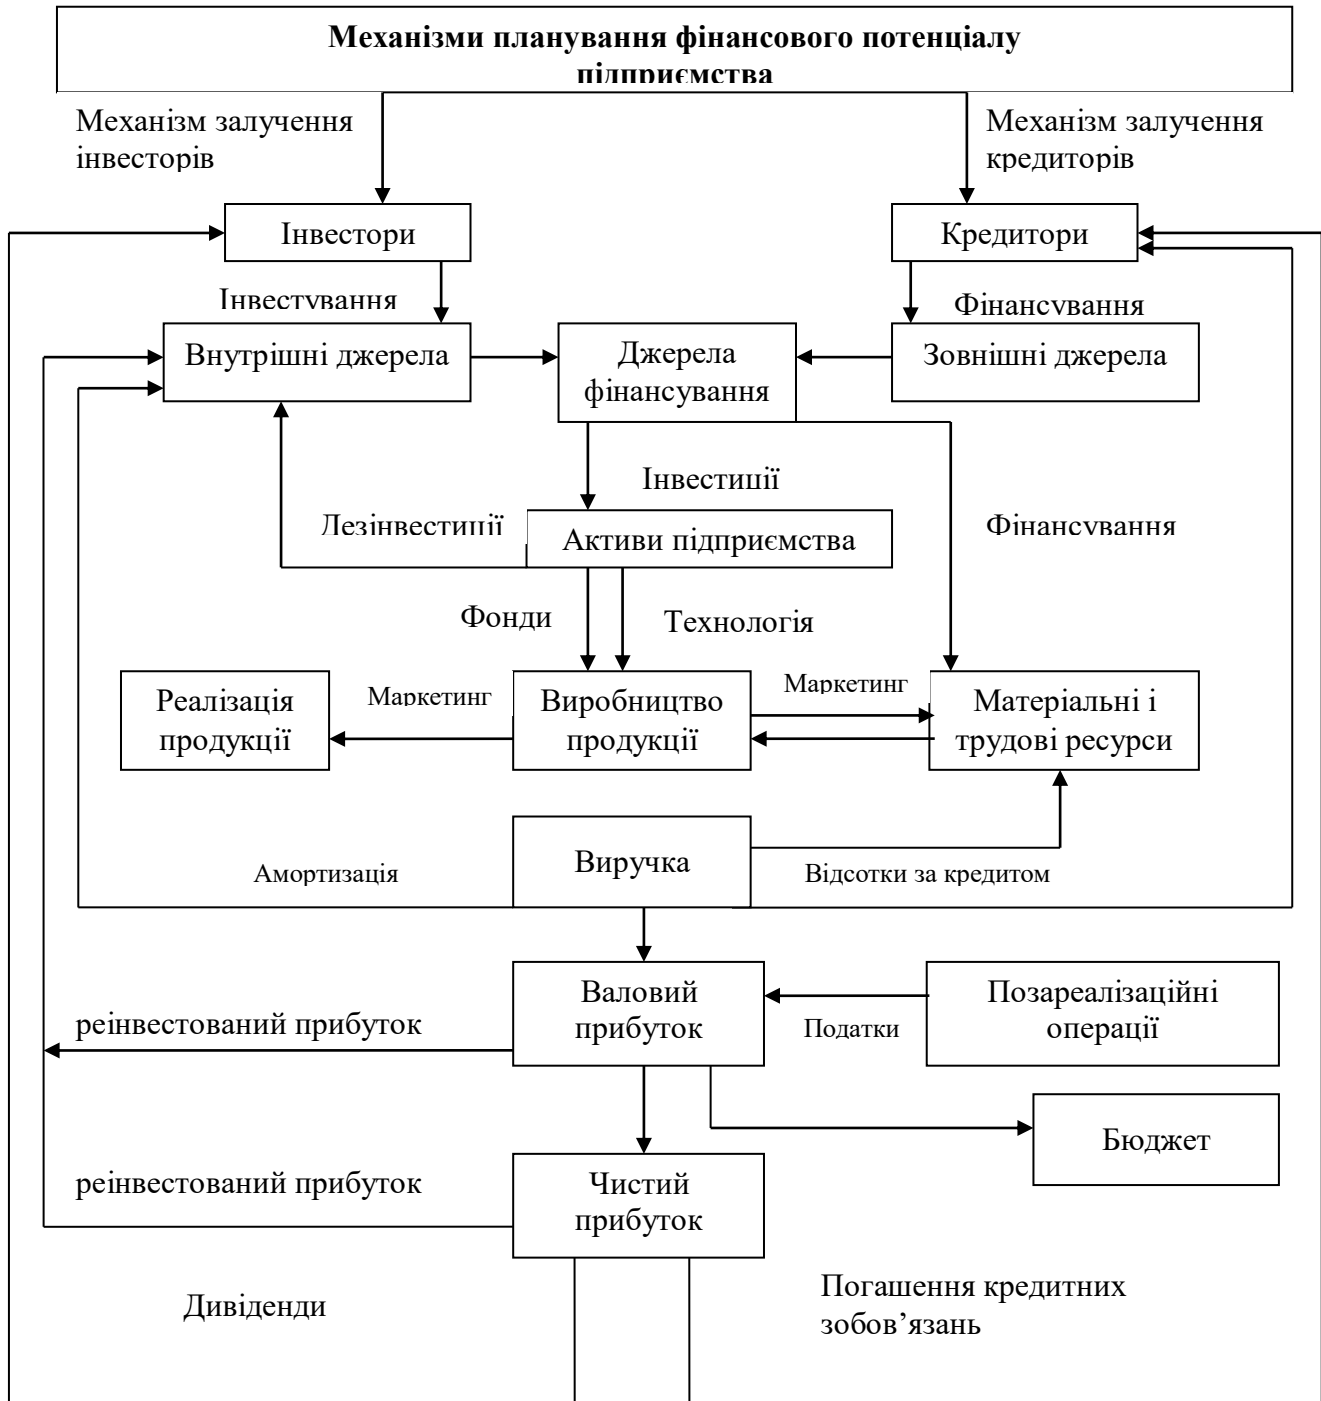 Механізми планування фінансового потенціалу
підприємства
Механізм залучення
інвесторів
Механізм залучення
кредиторів
Інвестори
Кредитори
Інвестування
Фінансування
Внутрішні джерела
Джерела
фінансування
Зовнішні джерела
Інвестиції
Дезінвестиції
Активи підприємства
Фінансування
Фонди
Технологія
Реалізація
продукції
Маркетинг
Виробництво
продукції
Маркетинг
Матеріальні і
трудові ресурси
Амортизація
Виручка
Відсотки за кредитом
Валовий
прибуток
Позареалізаційні
операції
реінвестований прибуток
Податки
Бюджет
реінвестований прибуток
Чистий
прибуток
Дивіденди
Погашення кредитних
зобов’язань